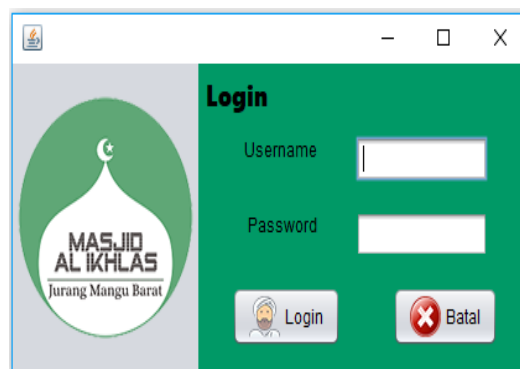 Login
Username
Password
MASJID
AL IKHLAS
Jurang Mangu Barat
Login
Batal